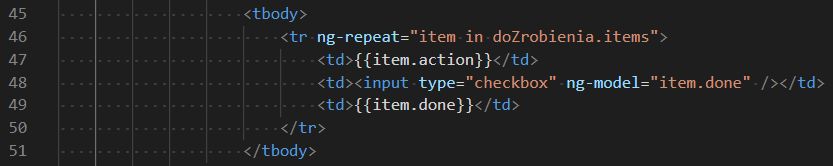 45 <tbody>
46 <tr ng-repeat="item in doZrobienia.items">
47 <td>{{item.action}}</td>
48 <td><input type="checkbox" ng-model="item.done" /></td>
49 <td>{{item.done}}</td>
50 </tr>
51 </tbody>